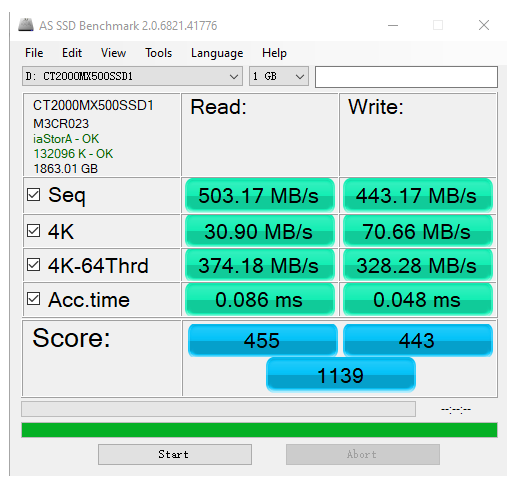 AS SSD Benchmark 2.0.6821.41776
File Edit View Tools Language Help
D: CT2000MX500SSD1 1 GB
CT2000MX500SSD1
M3CR023
iaStorA - OK
132096 K - OK
1863.01 GB
Read: Write:
Seq 503.17 MB/s 443.17 MB/s
4K 30.90 MB/s 70.66 MB/s
4K-64Thrd 374.18 MB/s 328.28 MB/s
Acc.time 0.086 ms 0.048 ms
Score: 455 443
1139
--:--:--
Start Abort